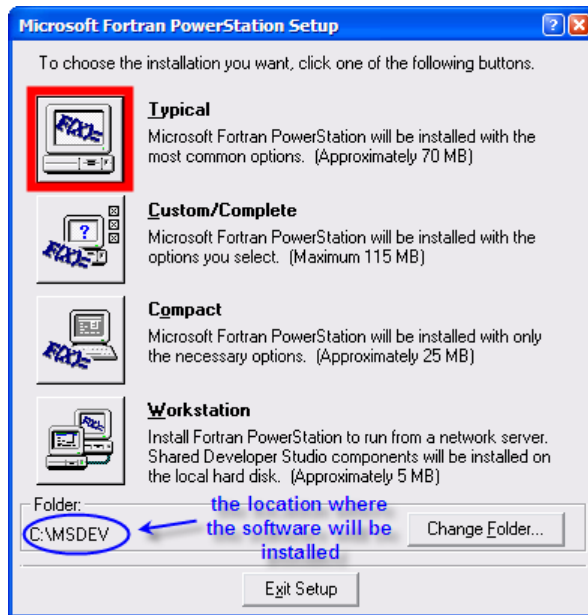 Microsoft Fortran PowerStation Setup
To choose the installation you want, click one of the following buttons.
Typical
Microsoft Fortran PowerStation will be installed with the
most common options. (Approximately 70 MB)
Custom/Complete
Microsoft Fortran PowerStation will be installed with the
options you select. (Maximum 115 MB)
Compact
Microsoft Fortran PowerStation will be installed with only
the necessary options. (Approximately 25 MB)
Workstation
Install Fortran PowerStation to run from a network server.
Shared Developer Studio components will be installed on
the local hard disk. (Approximately 5 MB)
Folder:
C:\MSDEV
the location where
the software will be
installed
Change Folder...
Exit Setup